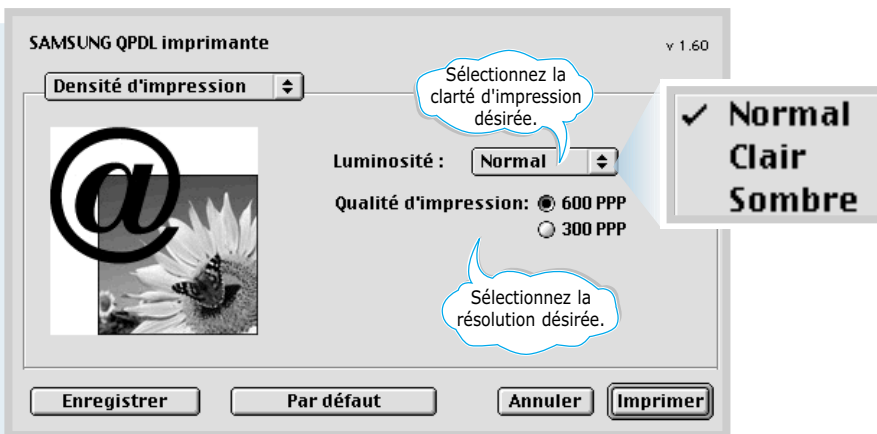 SAMSUNG QPDL imprimante
v 1.60
Densité d'impression
Sélectionnez la
clarté d'impression
désirée.
Luminosité :
Normal
✓ Normal
Clair
Sombre
Qualité d'impression:
600 PPP
300 PPP
Sélectionnez la
résolution désirée.
@
Enregistrer
Par défaut
Annuler
Imprimer